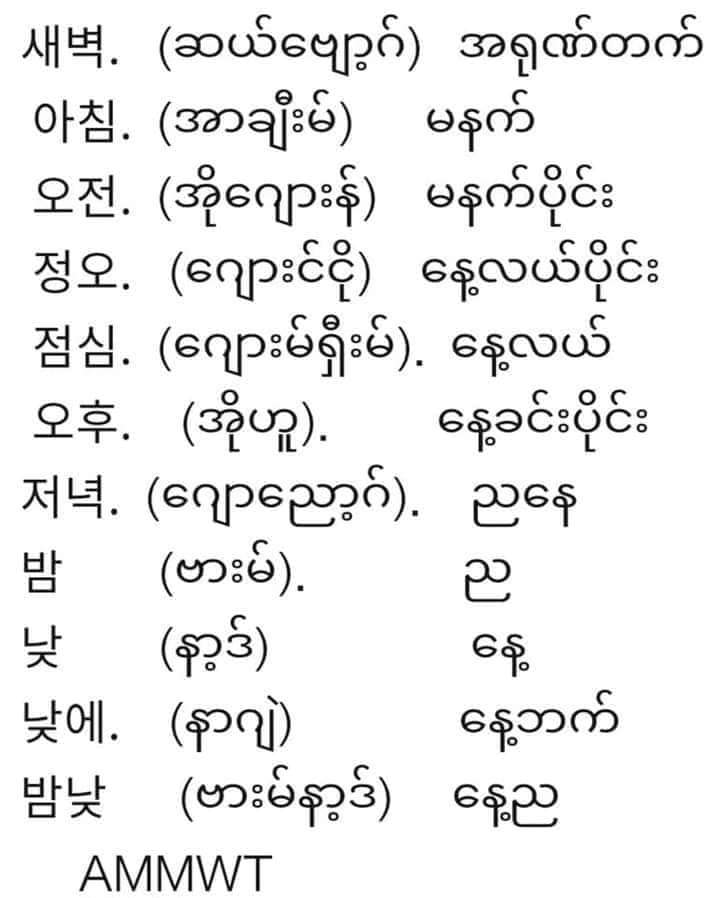 새벽. (ဆယ်ဗျော့ဂ်) အရုဏ်တက်
아침. (အာချီးမ်) မနက်
오전. (အိုဂျေားန်) မနက်ပိုင်း
정오. (ဂျေားင်ငို) နေ့လယ်ပိုင်း
점심. (ဂျေားမ်ရှီးမ်). နေ့လယ်
오후. (အိုဟူ). နေ့ခင်းပိုင်း
저녁. (ဂျောညော့ဂ်). ညနေ
밤 (ဗားမ်). ည
낮 (နာ့ဒ်) နေ့
낮에. (နာဂျဲ) နေ့ဘက်
밤낮 (ဗားမ်နာ့ဒ်) နေ့ည
AMMWT